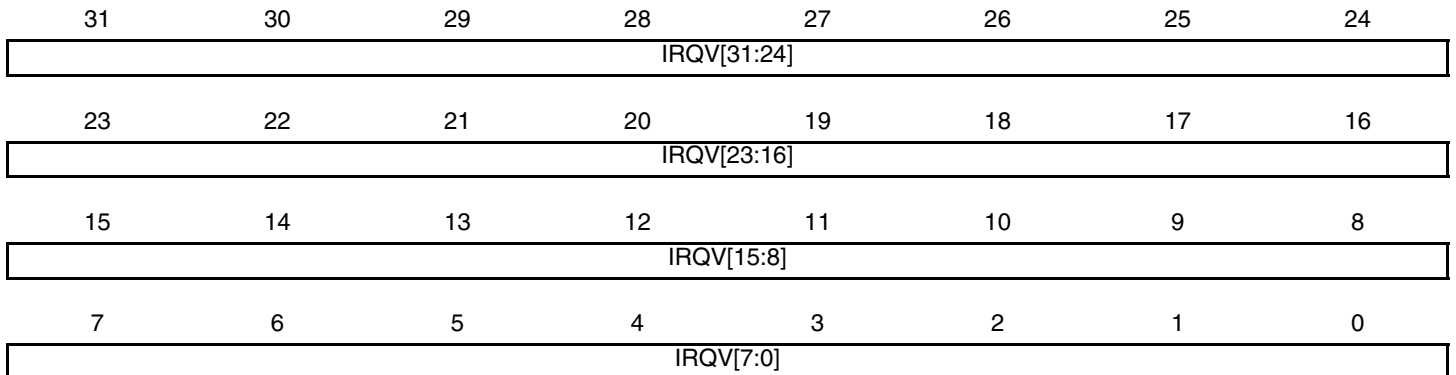 31 30 29 28 27 26 25 24
IRQV[31:24]
23 22 21 20 19 18 17 16
IRQV[23:16]
15 14 13 12 11 10 9 8
IRQV[15:8]
7 6 5 4 3 2 1 0
IRQV[7:0]